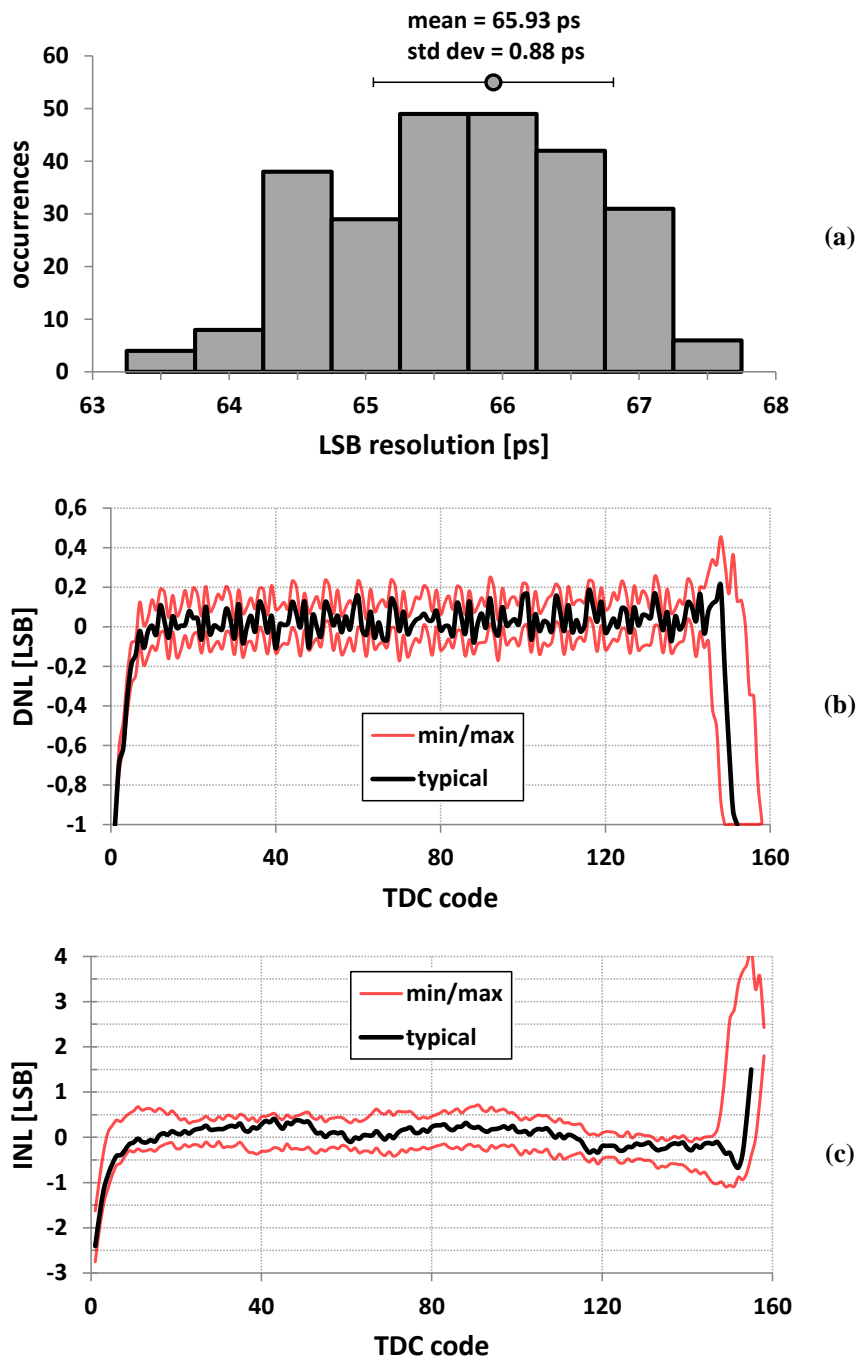 mean = 65.93 ps
std dev = 0.88 ps
60
50
40
30
20
10
0
occurrences
63 64 65 66 67 68
LSB resolution [ps]
(a)
0,6
0,4
0,2
0
-0,2
-0,4
-0,6
-0,8
-1
DNL [LSB]
min/max
typical
0 40 80 120 160
TDC code
(b)
4
3
2
1
0
-1
-2
-3
INL [LSB]
min/max
typical
0 40 80 120 160
TDC code
(c)